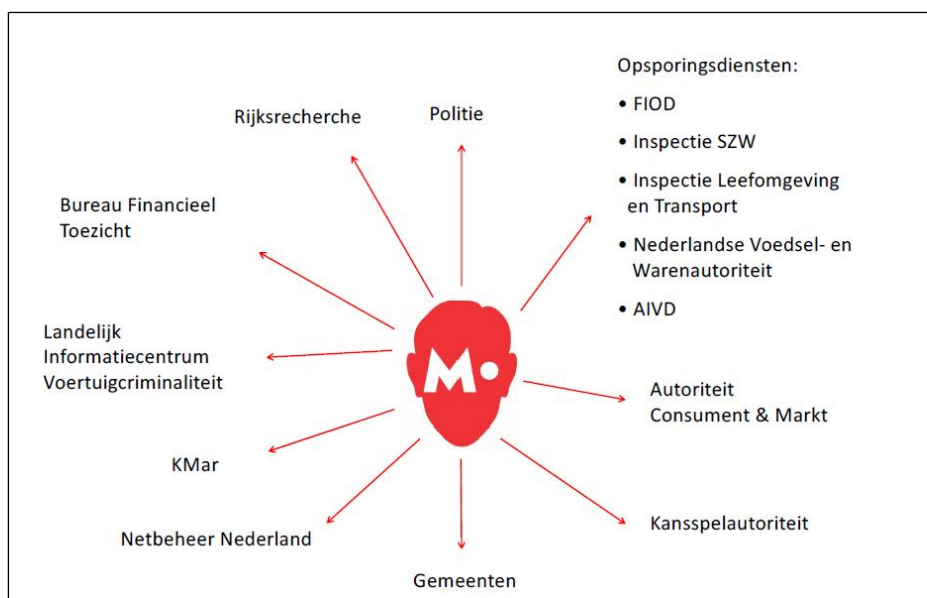 Opsporingsdiensten:
• FIOD
• Inspectie SZW
• Inspectie Leefomgeving
en Transport
• Nederlandse Voedsel- en
Warenautoriteit
• AIVD
Rijksrecherche
Politie
Bureau Financieel
Toezicht
Landelijk
Informatiecentrum
Voertuigcriminaliteit
M.
Autoriteit
Consument & Markt
KMar
Kansspelautoriteit
Netbeheer Nederland
Gemeenten